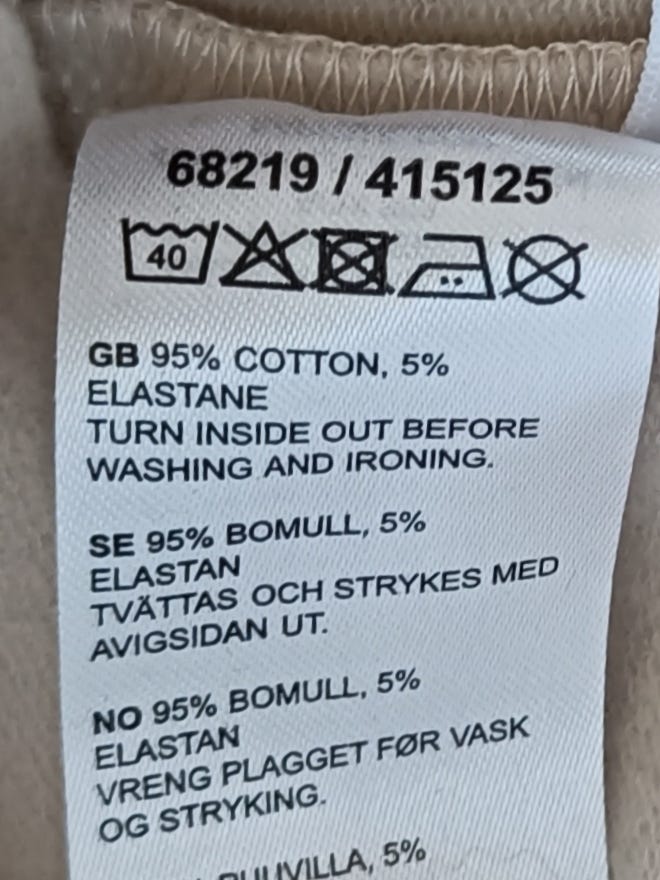 68219 / 415125
40
GB 95% COTTON, 5%
ELASTANE
TURN INSIDE OUT BEFORE
WASHING AND IRONING.
SE 95% BOMULL, 5%
ELASTAN
TVÄTTAS OCH STRYKES MED
AVIGSIDAN UT.
NO 95% BOMULL, 5%
ELASTAN
VRENG PLAGGET FØR VASK
OG STRYKING.
5%